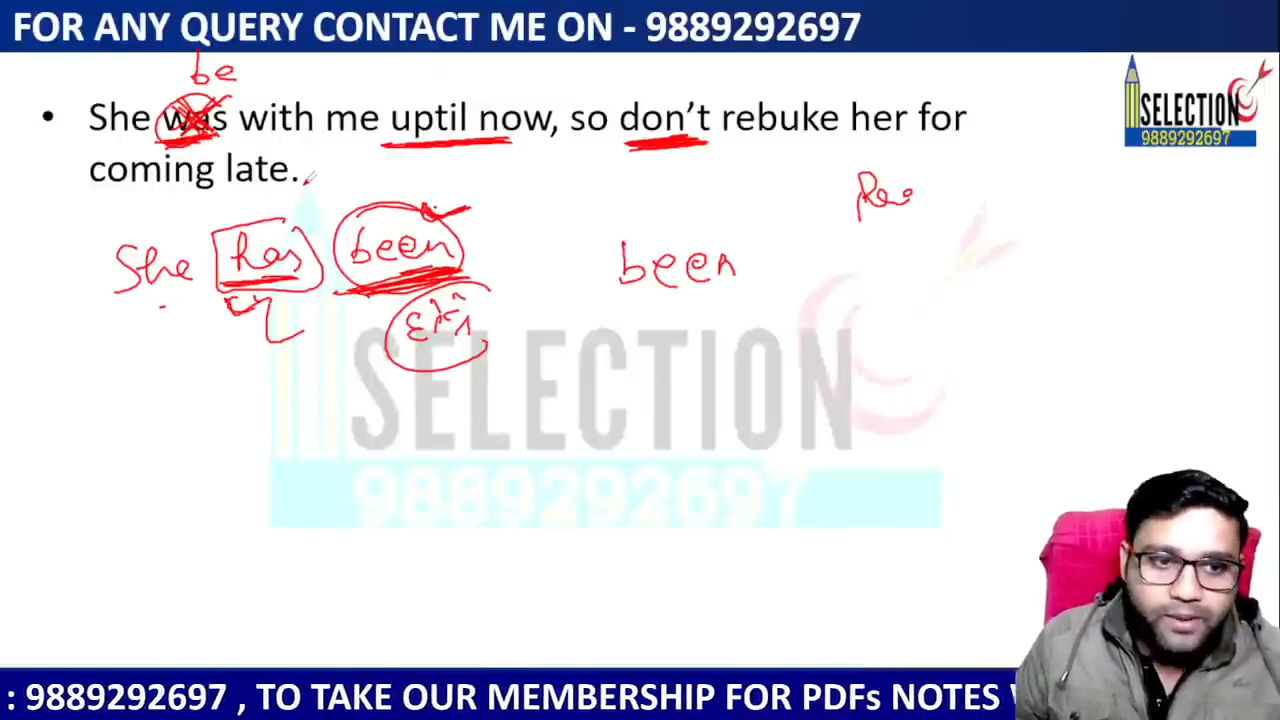 FOR ANY QUERY CONTACT ME ON - 9889292697
be
• She was with me uptil now, so don't rebuke her for
coming late.
SELECTION
9889292697
She has been
been
SELECTION
9889292697
: 9889292697 , TO TAKE OUR MEMBERSHIP FOR PDFs NOTES